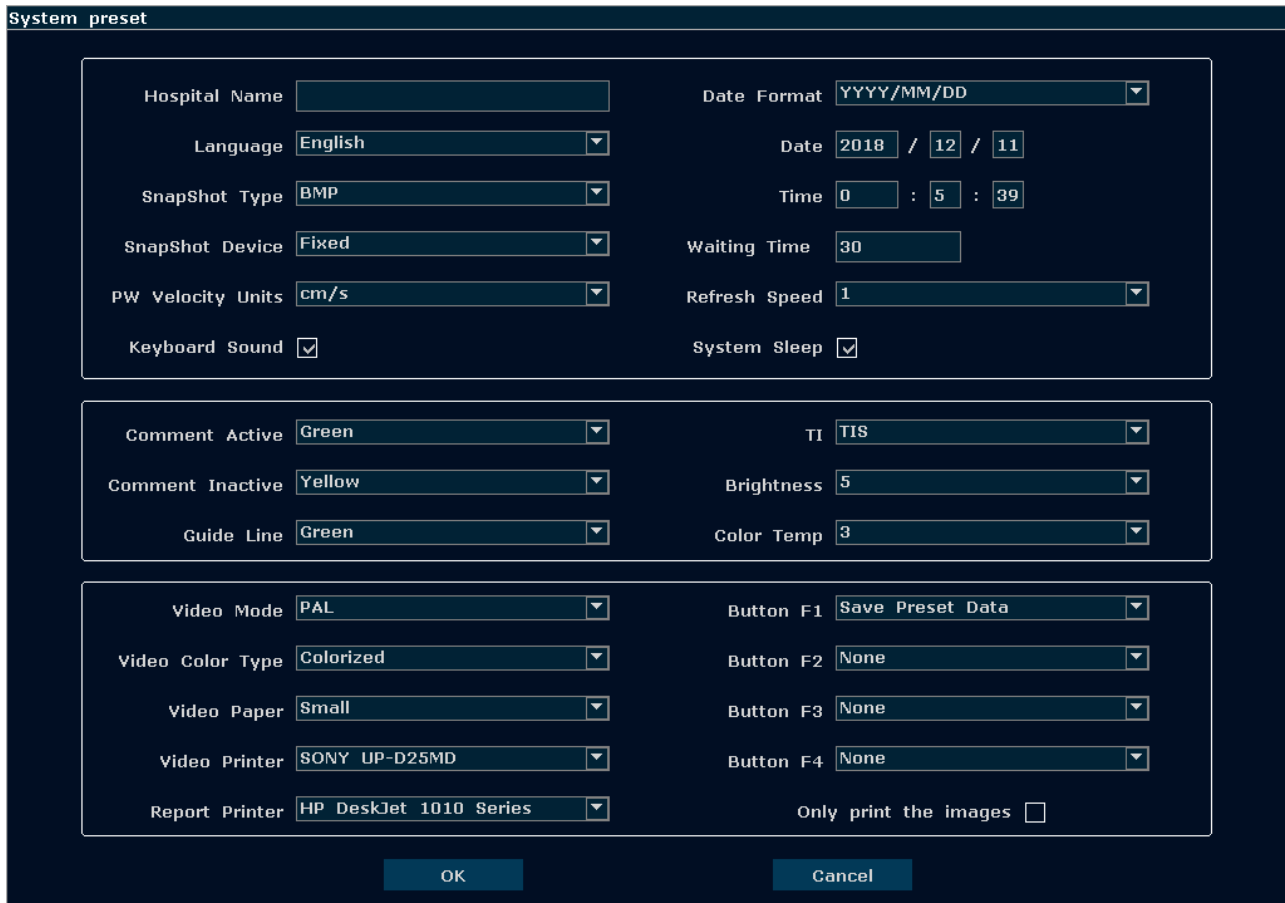 System preset
Hospital Name
Date Format YYYY/MM/DD
Language English
Date 2018 / 12 / 11
SnapShot Type BMP
Time 0 : 5 : 39
SnapShot Device Fixed
Waiting Time 30
PW Velocity Units cm/s
Refresh Speed 1
Keyboard Sound
System Sleep
Comment Active Green
TI TIS
Comment Inactive Yellow
Brightness 5
Guide Line Green
Color Temp 3
Video Mode PAL
Button F1 Save Preset Data
Video Color Type Colorized
Button F2 None
Video Paper Small
Button F3 None
Video Printer SONY UP-D25MD
Button F4 None
Report Printer HP DeskJet 1010 Series
Only print the images
OK
Cancel